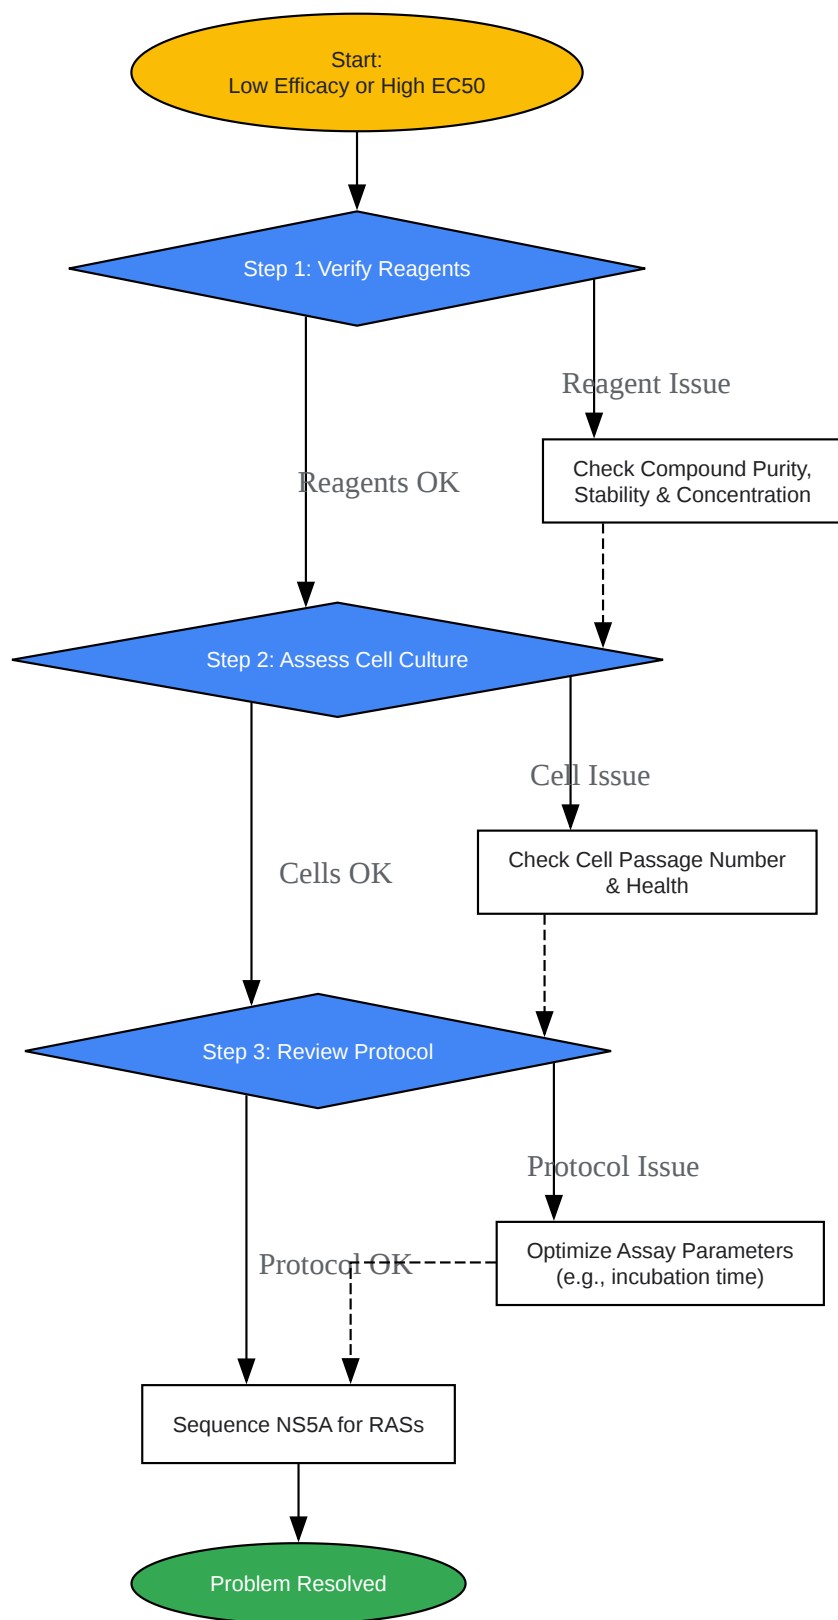 Start:
Low Efficacy or High EC50
Step 1: Verify Reagents
Reagent Issue
Check Compound Purity,
Stability & Concentration
Reagents OK
Step 2: Assess Cell Culture
Cell Issue
Check Cell Passage Number
& Health
Cells OK
Step 3: Review Protocol
Protocol Issue
Optimize Assay Parameters
(e.g., incubation time)
Protocol OK
Sequence NS5A for RASs
Problem Resolved